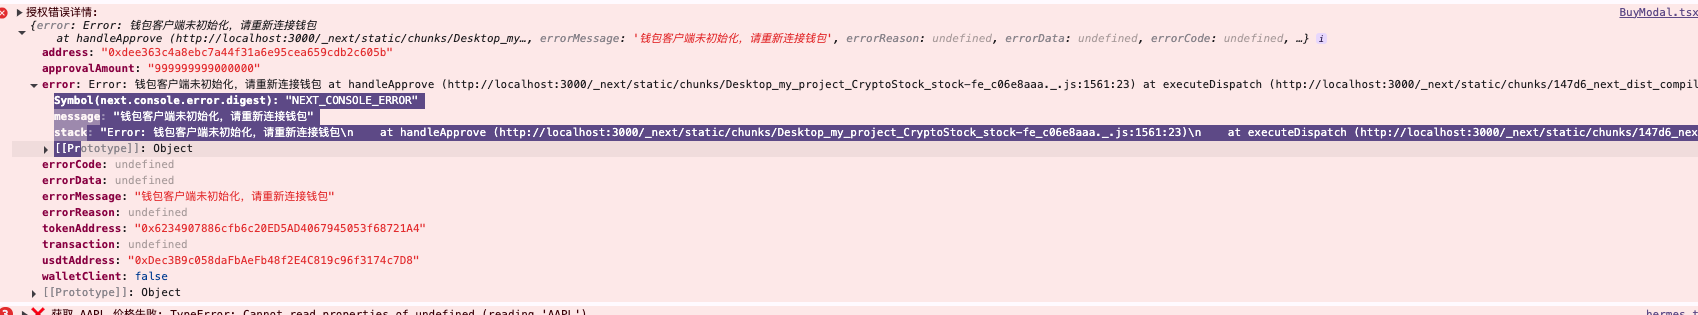 授权错误详情: BuyModal.tsx
{error: Error: 钱包客户端未初始化，请重新连接钱包
at handleApprove (http://localhost:3000/_next/static/chunks/Desktop_my…, errorMessage: '钱包客户端未初始化，请重新连接钱包', errorReason: undefined, errorData: undefined, errorCode: undefined, …} i
address: "0xdee363c4a8ebc7a44f31a6e95cea659cdb2c605b"
approvalAmount: "999999999000000"
error: Error: 钱包客户端未初始化，请重新连接钱包 at handleApprove (http://localhost:3000/_next/static/chunks/Desktop_my_project_CryptoStock_stock-fe_c06e8aaa._.js:1561:23) at executeDispatch (http://localhost:3000/_next/static/chunks/147d6_next_dist_compil
Symbol(next.console.error.digest): "NEXT_CONSOLE_ERROR"
message: "钱包客户端未初始化，请重新连接钱包"
stack: "Error: 钱包客户端未初始化，请重新连接钱包\n    at handleApprove (http://localhost:3000/_next/static/chunks/Desktop_my_project_CryptoStock_stock-fe_c06e8aaa._.js:1561:23)\n    at executeDispatch (http://localhost:3000/_next/static/chunks/147d6_nex
[[Prototype]]: Object
errorCode: undefined
errorData: undefined
errorMessage: "钱包客户端未初始化，请重新连接钱包"
errorReason: undefined
tokenAddress: "0x6234907886cfb6c20ED5AD4067945053f68721A4"
transaction: undefined
usdtAddress: "0xDec3B9c058daFbAeFb48f2E4C819c96f3174c7D8"
walletClient: false
[[Prototype]]: Object
3 获取 AAPL 价格失败: TypeError: Cannot read properties of undefined (reading 'AAPL') hermes.t